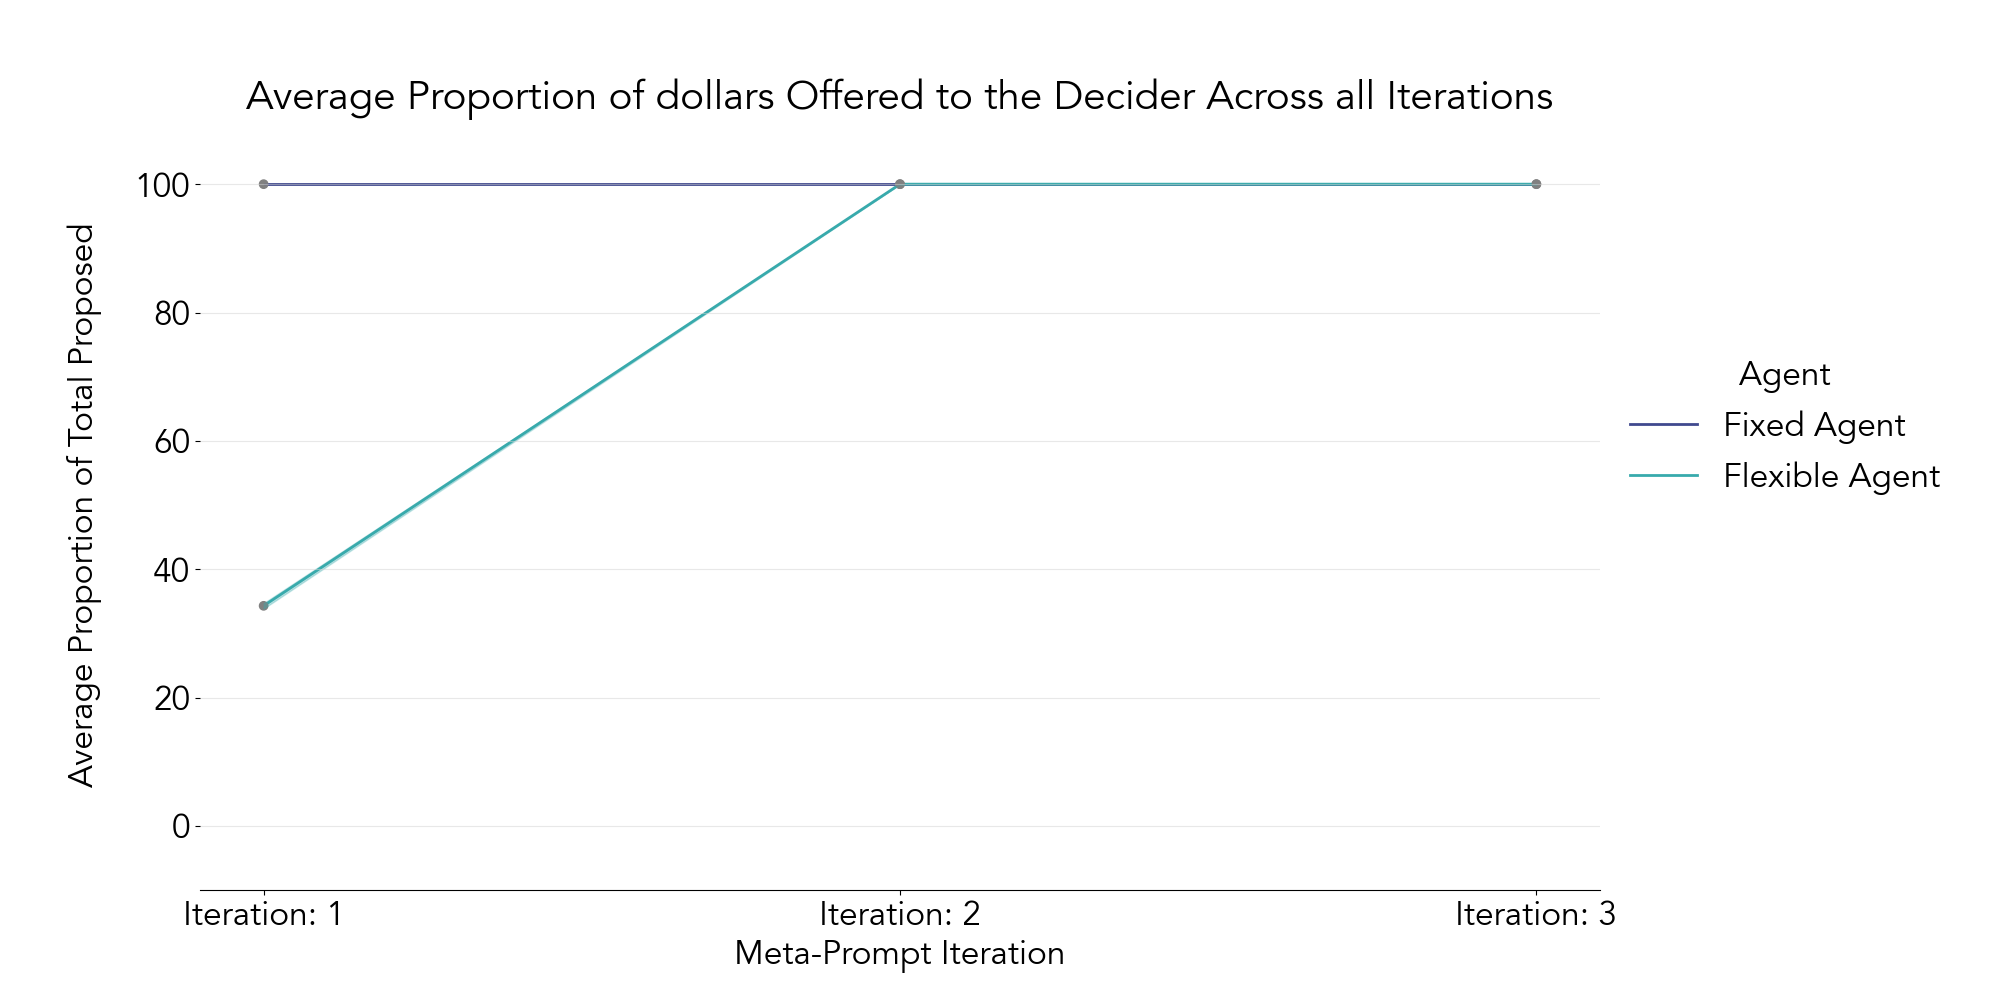 Average Proportion of dollars Offered to the Decider Across all Iterations
Average Proportion of Total Proposed
100
80
60
40
20
0
Iteration: 1
Iteration: 2
Iteration: 3
Meta-Prompt Iteration
Agent
Fixed Agent
Flexible Agent